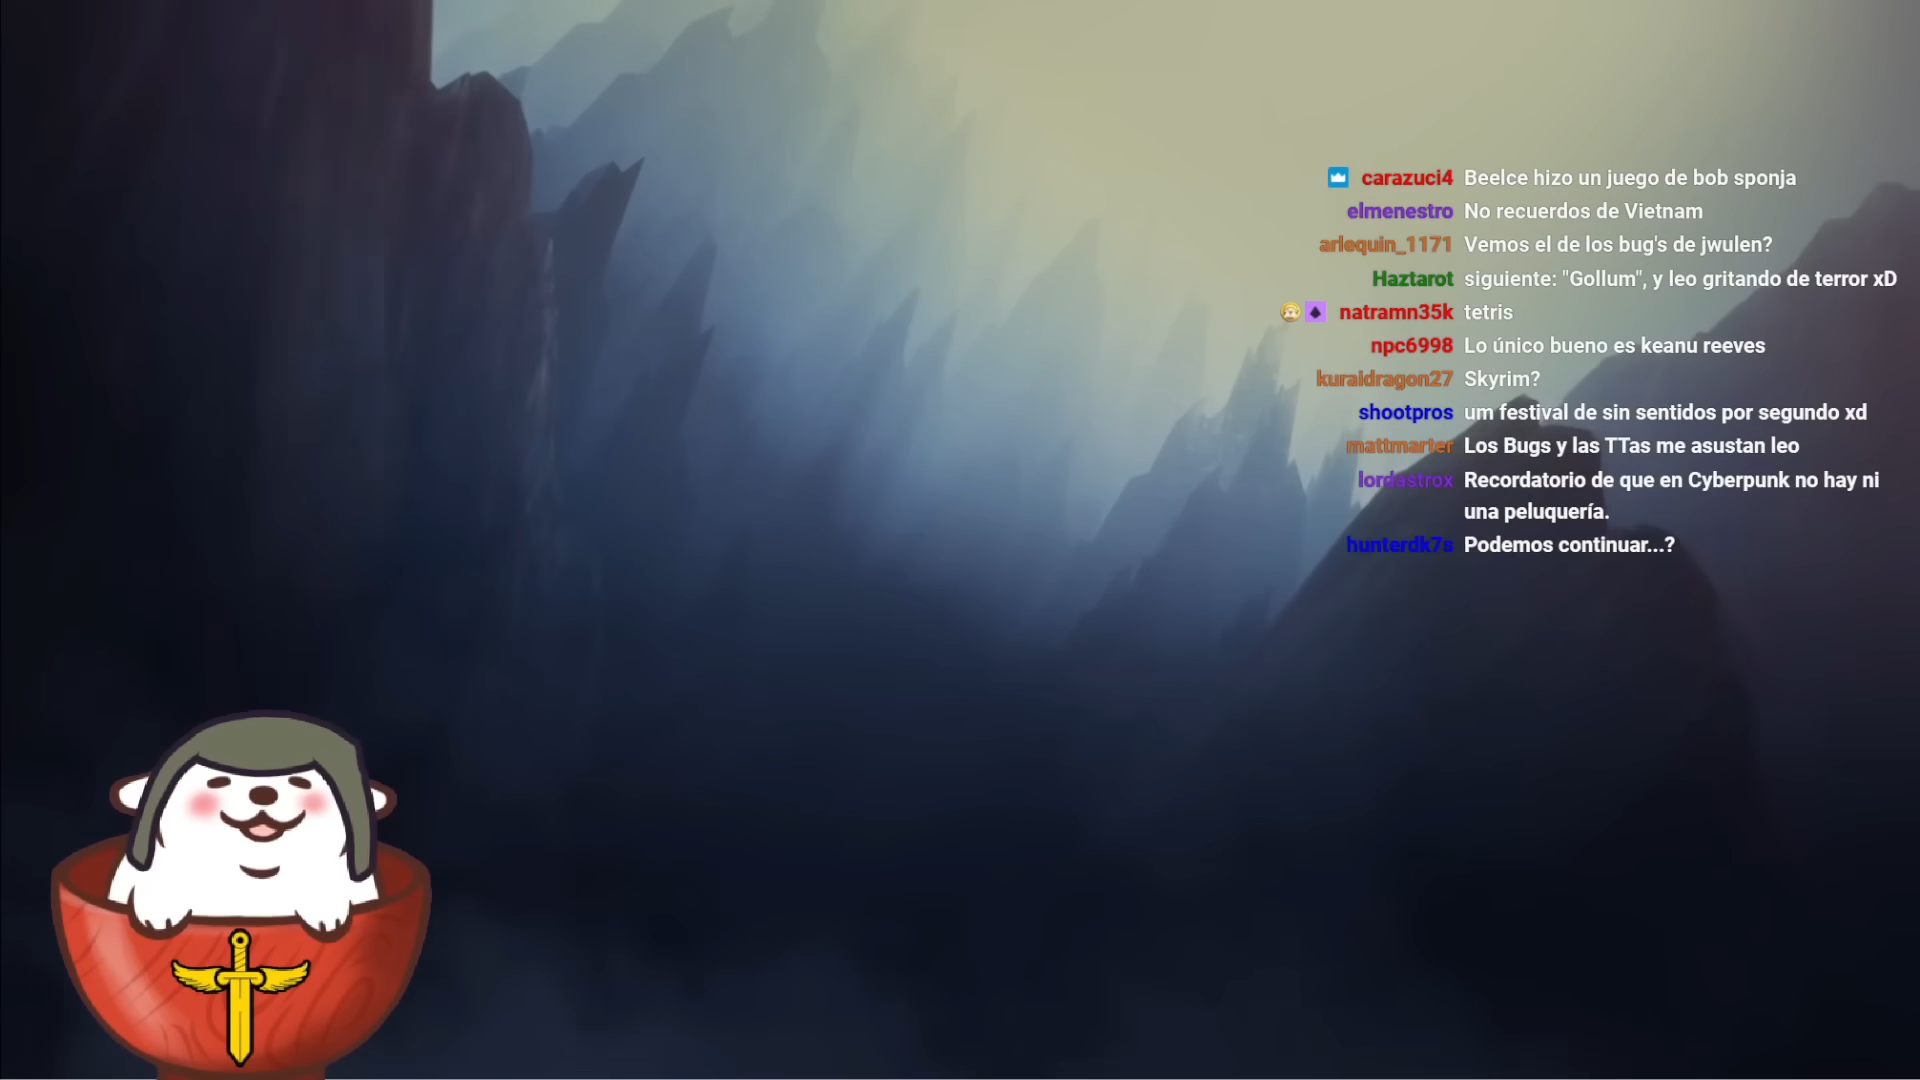 carazuci4 Beelce hizo un juego de bob sponja
elmenestro No recuerdos de Vietnam
arlequin_1171 Vemos el de los bug's de jwulen?
Haztarot siguiente: "Gollum", y leo gritando de terror xD
natramn35k tetris
npc6998 Lo único bueno es keanu reeves
kuraidragon27 Skyrim?
shootpros um festival de sin sentidos por segundo xd
mattmarter Los Bugs y las TTas me asustan leo
lordastrox Recordatorio de que en Cyberpunk no hay ni
una peluquería.
hunterdk7s Podemos continuar...?